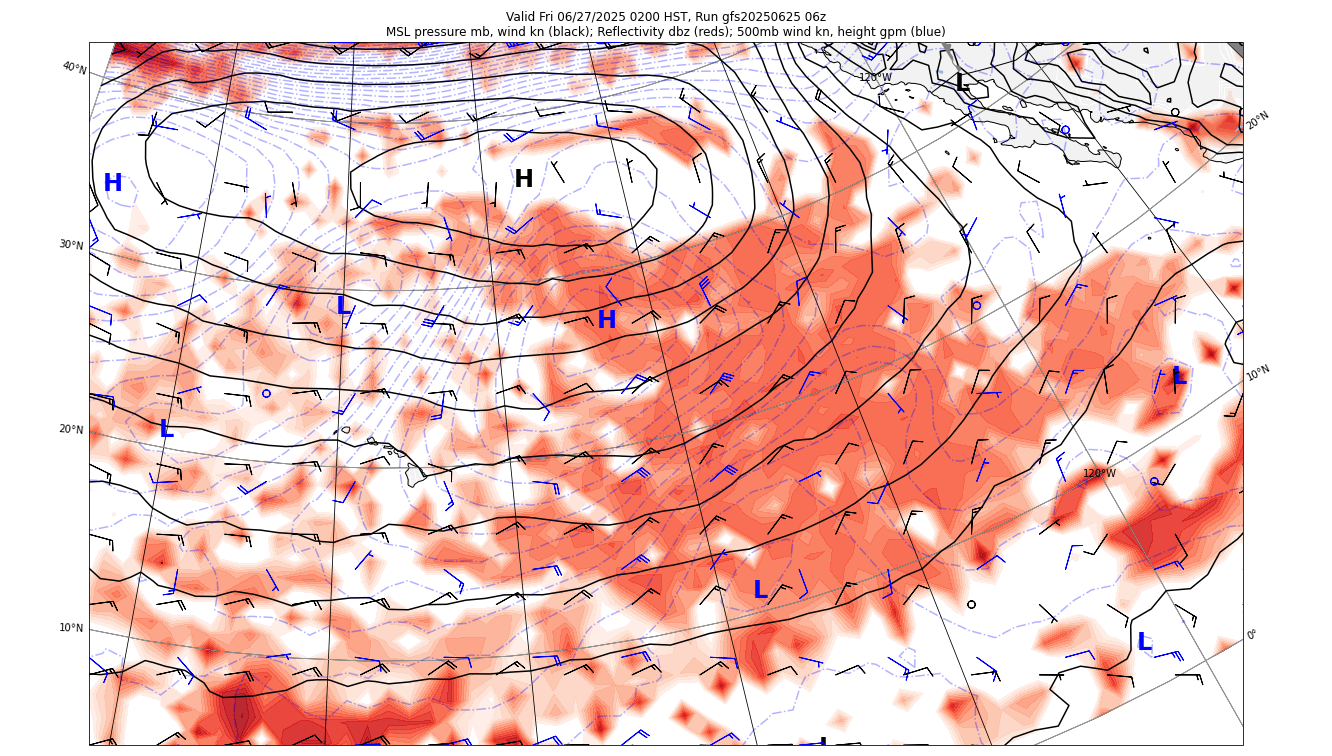 Valid Fri 06/27/2025 0200 HST, Run gfs20250625 06z
MSL pressure mb, wind kn (black); Reflectivity dbz (reds); 500mb wind kn, height gpm (blue)
40°N
120°W
L
20°N
H
H
30°N
L
H
10°N
L
20°N
L
120°W
L
10°N
L
0°
L